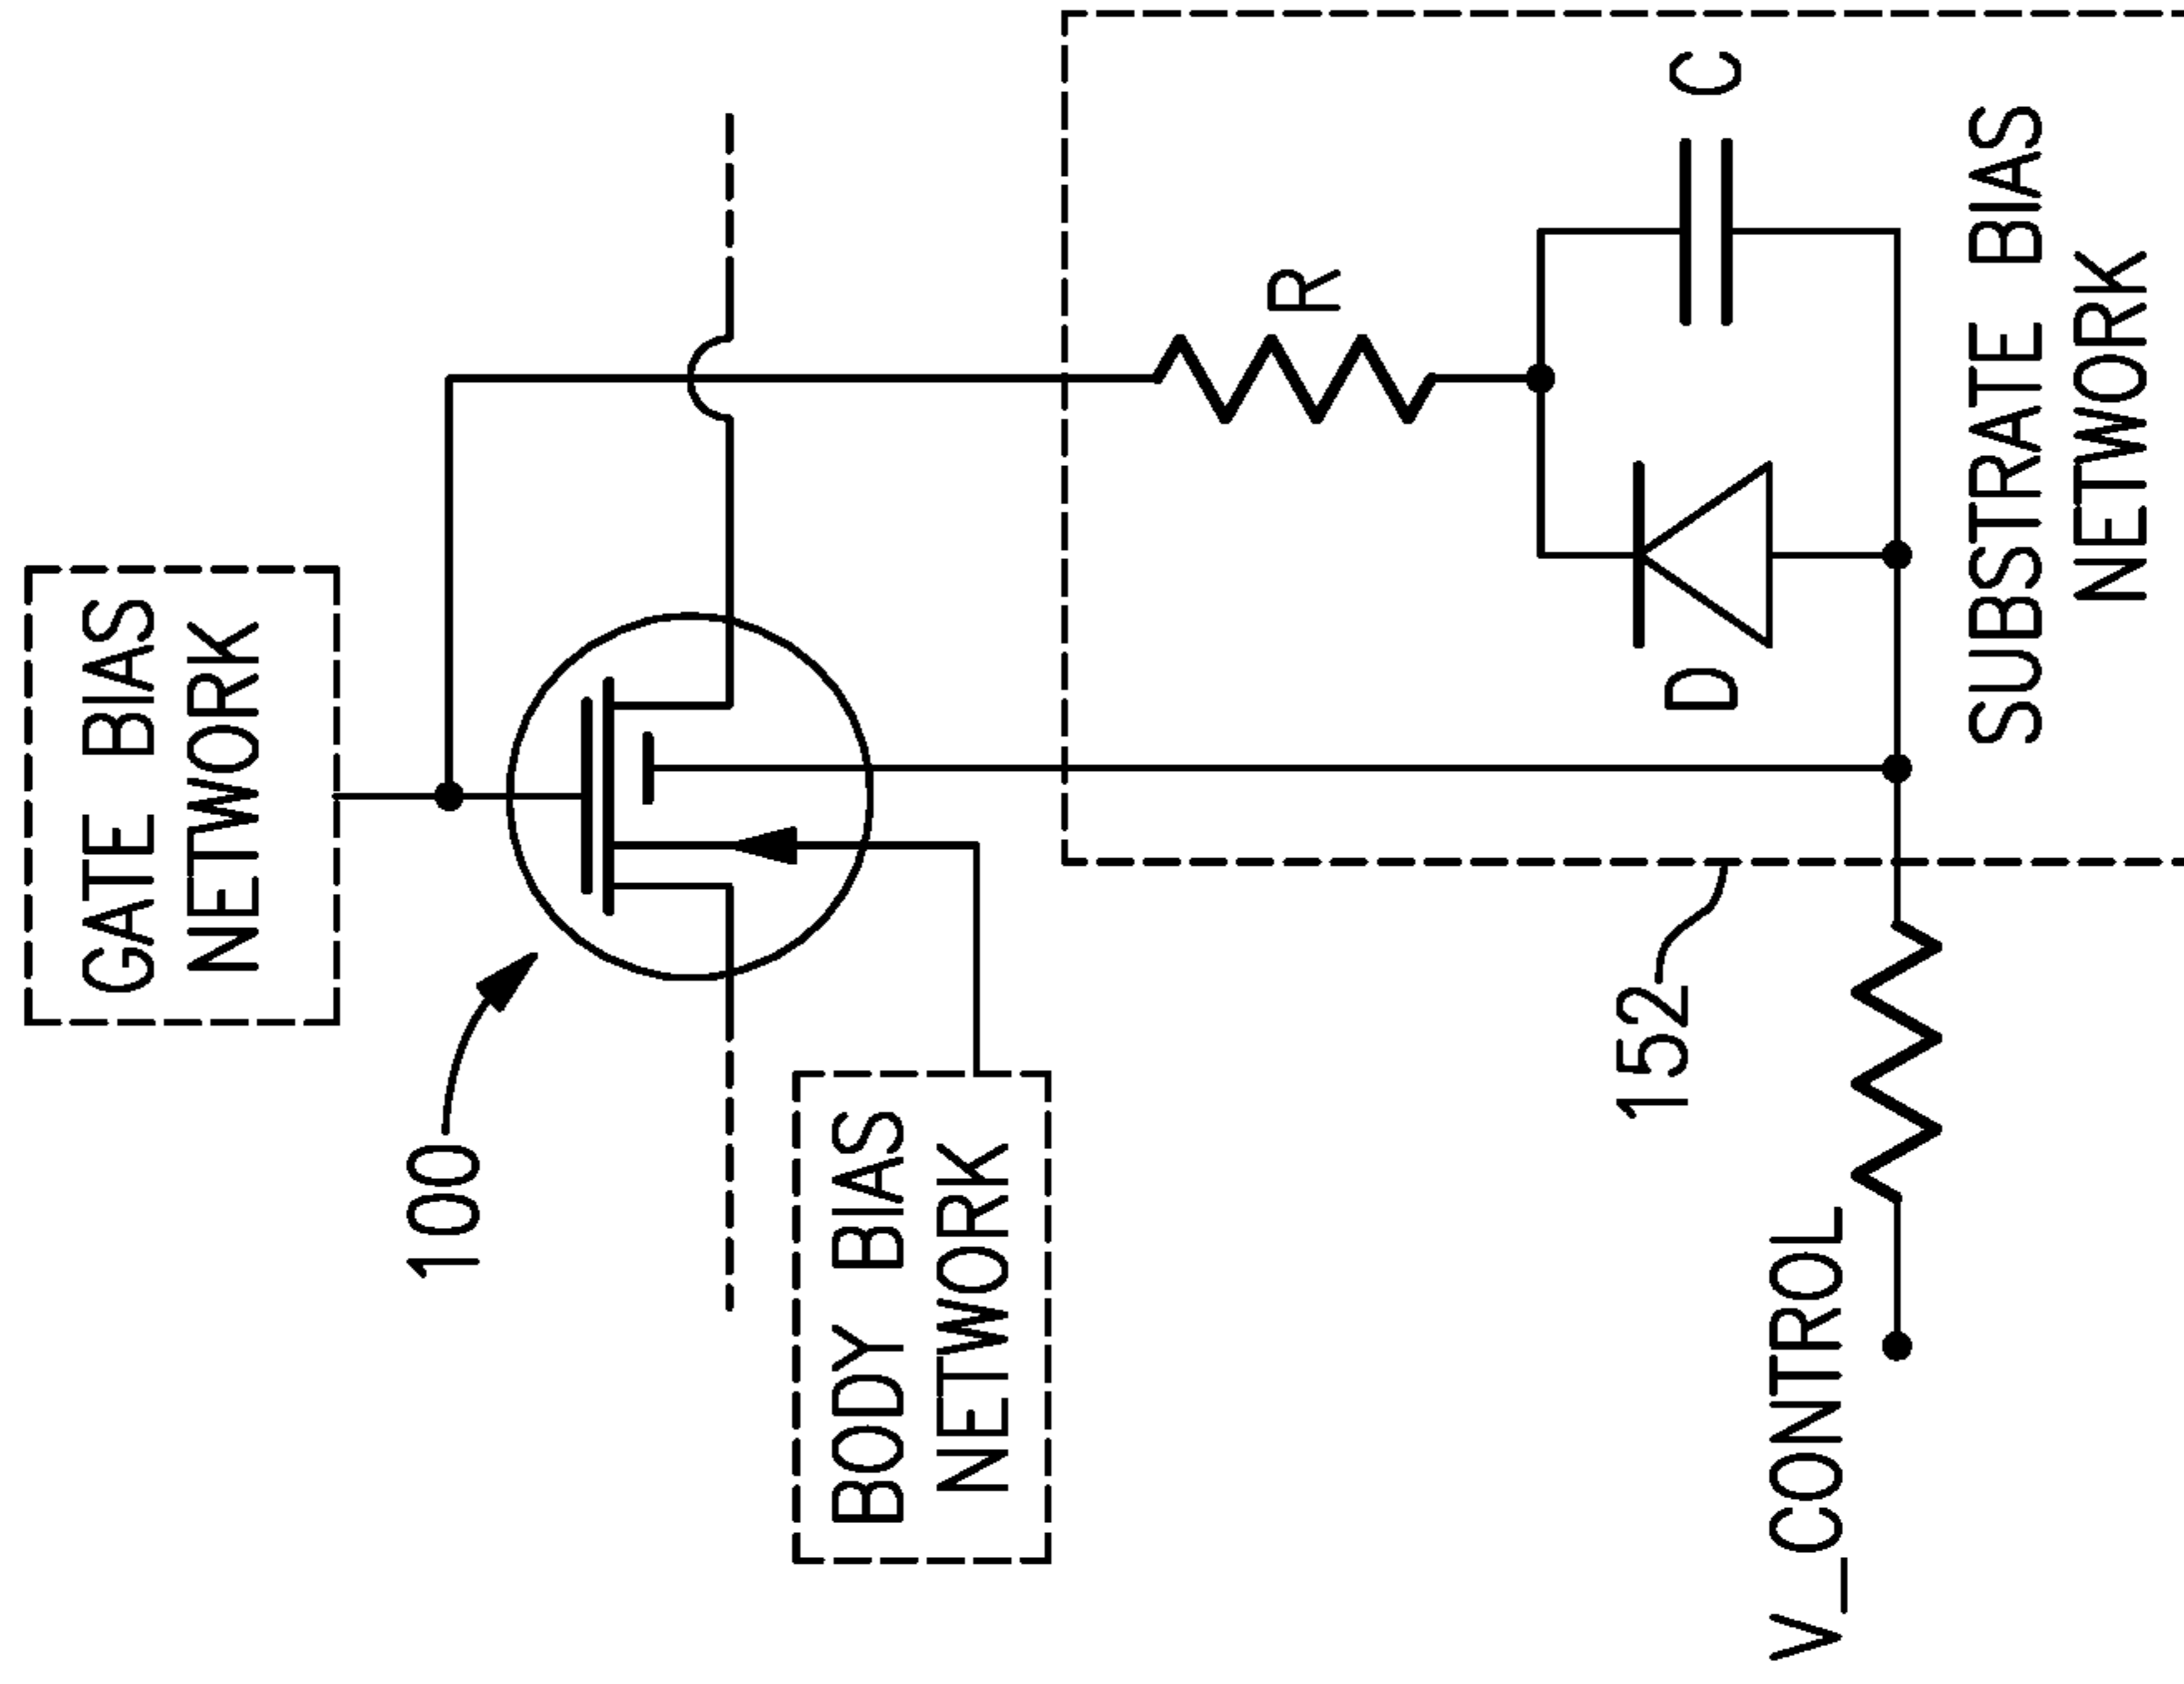 GATE BIAS
NETWORK
100
BODY BIAS
NETWORK
R
C
D
152
V_CONTROL
SUBSTRATE BIAS
NETWORK